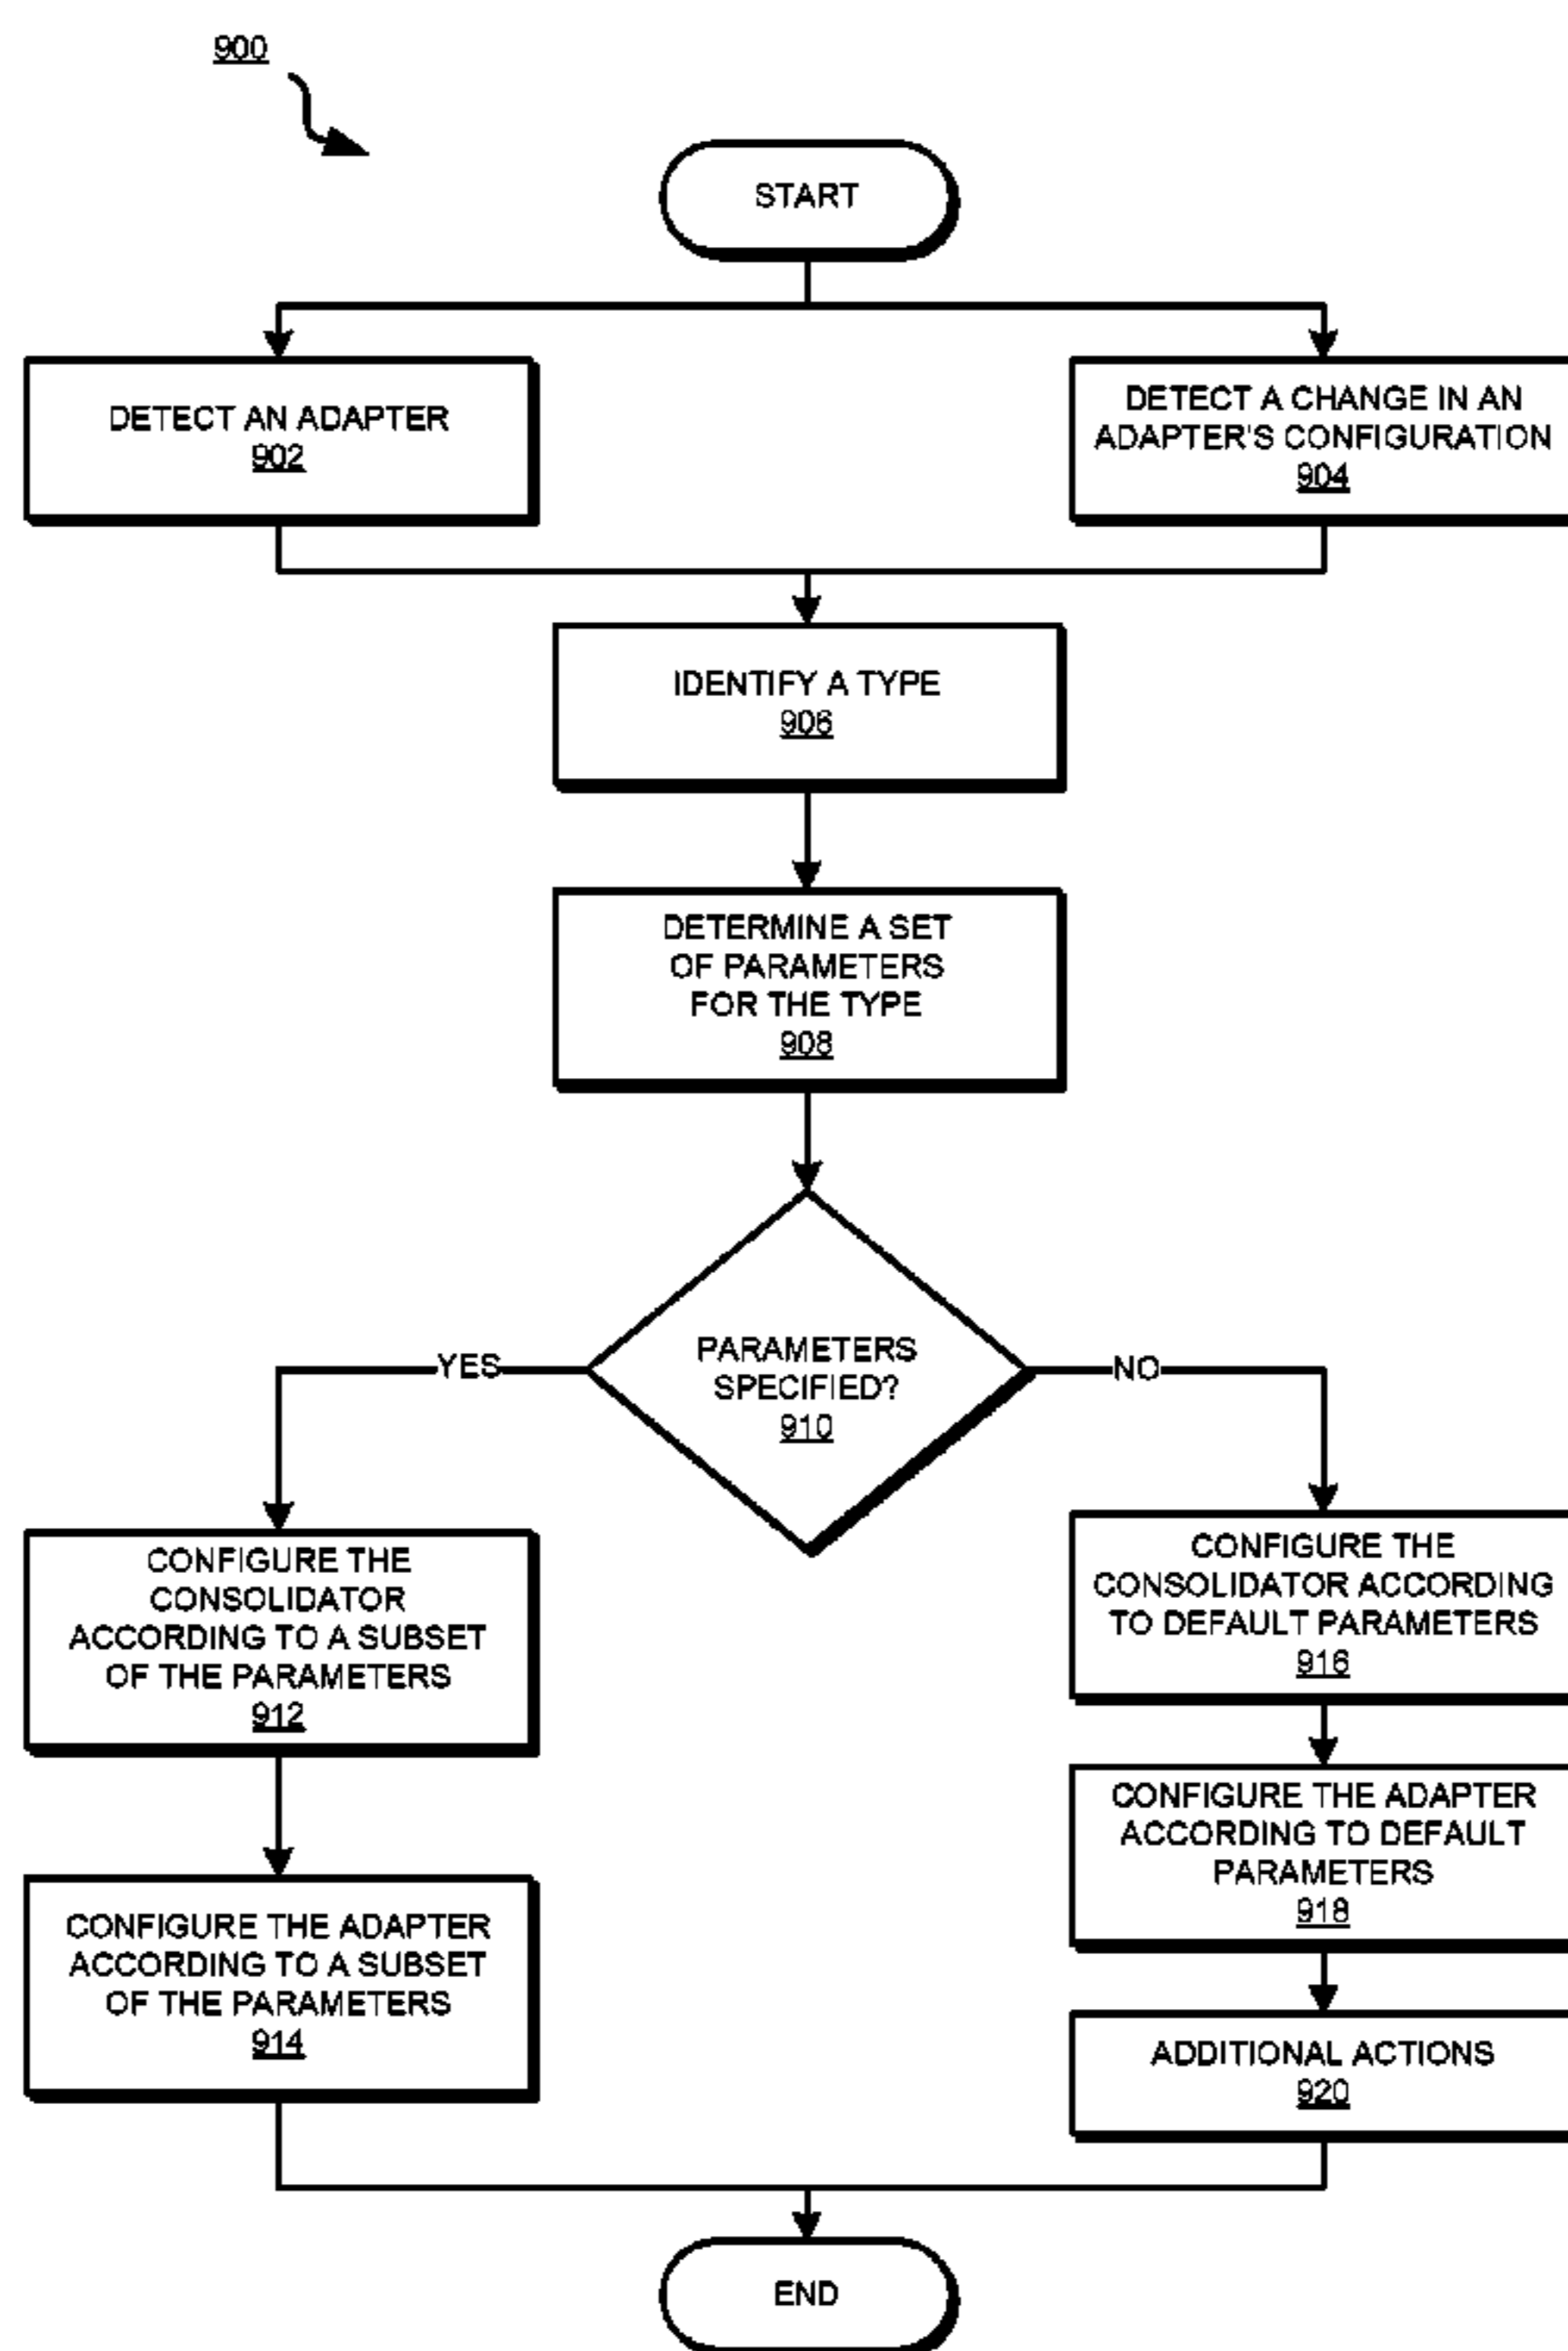 900
START
DETECT AN ADAPTER
902
DETECT A CHANGE IN AN
ADAPTER'S CONFIGURATION
904
IDENTIFY A TYPE
906
DETERMINE A SET
OF PARAMETERS
FOR THE TYPE
908
PARAMETERS
SPECIFIED?
910
YES
NO
CONFIGURE THE
CONSOLIDATOR
ACCORDING TO A SUBSET
OF THE PARAMETERS
912
CONFIGURE THE
CONSOLIDATOR ACCORDING
TO DEFAULT PARAMETERS
916
CONFIGURE THE ADAPTER
ACCORDING TO A SUBSET
OF THE PARAMETERS
914
CONFIGURE THE ADAPTER
ACCORDING TO DEFAULT
PARAMETERS
918
ADDITIONAL ACTIONS
920
END